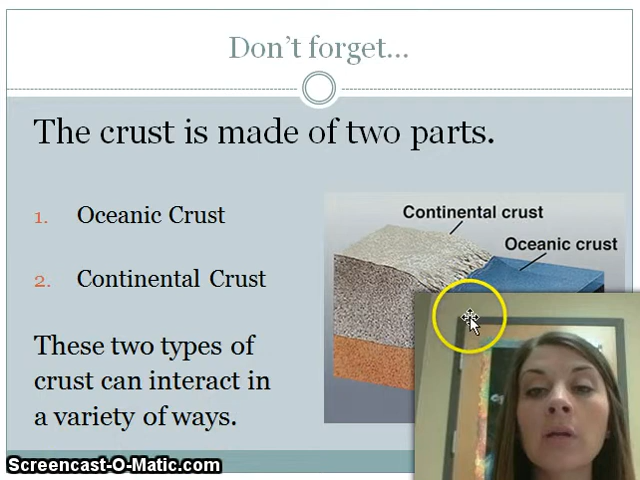 Don't forget...
The crust is made of two parts.
1. Oceanic Crust
2. Continental Crust
These two types of
crust can interact in
a variety of ways.
Continental crust
Oceanic crust
Screencast-O-Matic.com